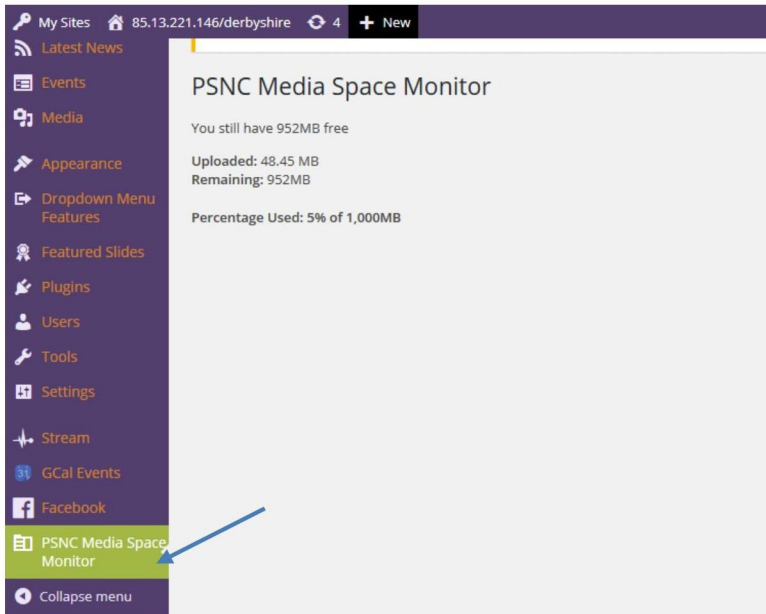 My Sites 85.13.221.146/derbyshire 4 + New
Latest News
Events
Media
Appearance
Dropdown Menu
Features
Featured Slides
Plugins
Users
Tools
Settings
Stream
31 GCal Events
Facebook
PSNC Media Space
Monitor
Collapse menu
PSNC Media Space Monitor
You still have 952MB free
Uploaded: 48.45 MB
Remaining: 952MB
Percentage Used: 5% of 1,000MB